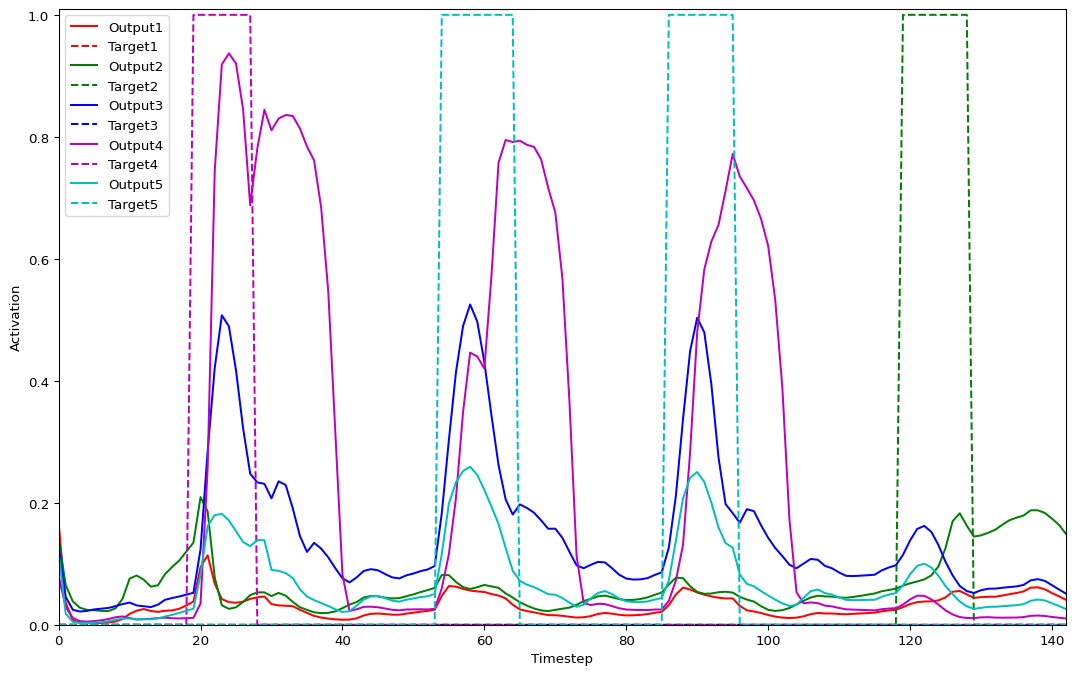 1.0
0.8
0.6
0.4
0.2
0.0
Activation
Output1
Target1
Output2
Target2
Output3
Target3
Output4
Target4
Output5
Target5
0 20 40 60 80 100 120 140
Timestep